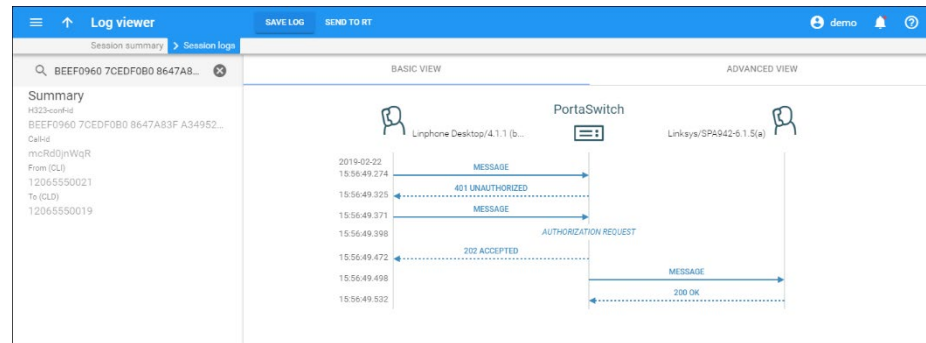 Log viewer
SAVE LOG
SEND TO RT
demo
Session summary
Session logs
BEEF0960 7CEDF0B0 8647A8...
BASIC VIEW
ADVANCED VIEW
Summary
H323-conf-id
BEEF0960 7CEDF0B0 8647A83F A34952...
Call-id
mcRd0jnWqR
From (CLI)
12065550021
To (CLD)
12065550019
PortaSwitch
Linphone Desktop/4.1.1 (b...
Linksys/SPA942-6.1.5(a)
2019-02-22
15:56:49.274
MESSAGE
15:56:49.325
401 UNAUTHORIZED
15:56:49.371
MESSAGE
15:56:49.398
AUTHORIZATION REQUEST
15:56:49.472
202 ACCEPTED
15:56:49.498
MESSAGE
15:56:49.532
200 OK